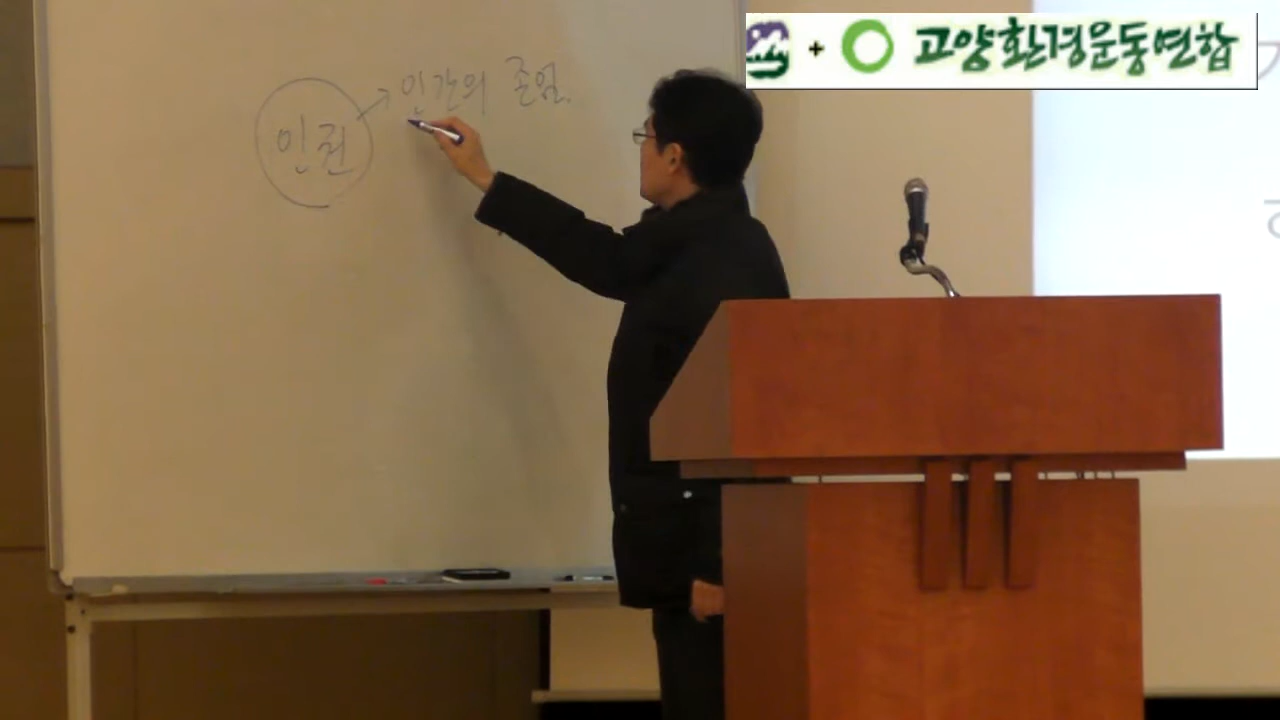 + 고양환경운동연합
인간의 존엄.
인권